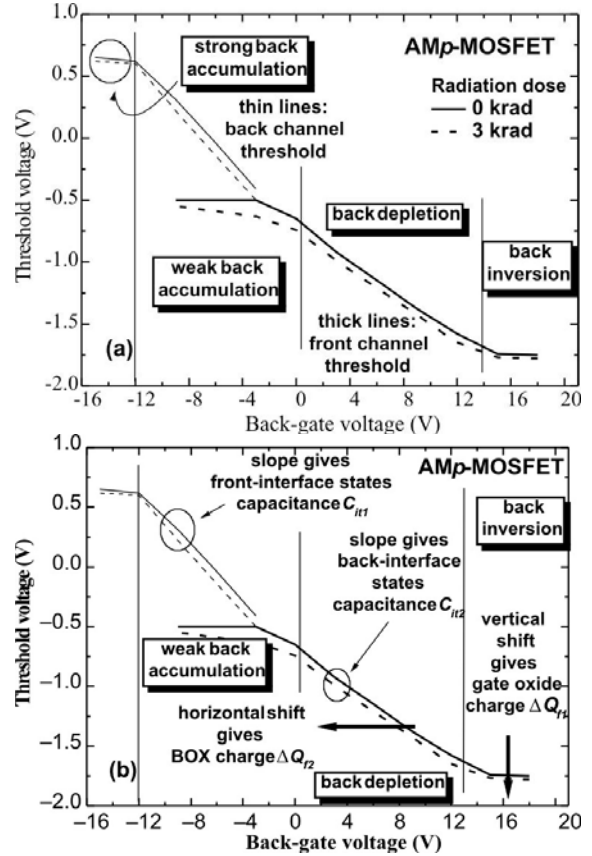 (a)
AMp-MOSFET
strong back
accumulation
Radiation dose
0 krad
3 krad
thin lines:
back channel
threshold
back depletion
back
inversion
weak back
accumulation
thick lines:
front channel
threshold
Threshold voltage (V)
1.0
0.5
0.0
-0.5
-1.0
-1.5
-2.0
-16 -12 -8 -4 0 4 8 12 16 20
Back-gate voltage (V)
(b)
AMp-MOSFET
slope gives
front-interface states
capacitance Cit1
back
inversion
slope gives
back-interface
states
capacitance Cit2
weak back
accumulation
vertical
shift
gives
gate oxide
charge ΔQf1
horizontal shift
gives
BOX charge ΔQf2
back depletion
Threshold voltage (V)
1.0
0.5
0.0
−0.5
−1.0
−1.5
−2.0
−16 −12 −8 −4 0 4 8 12 16 20
Back-gate voltage (V)